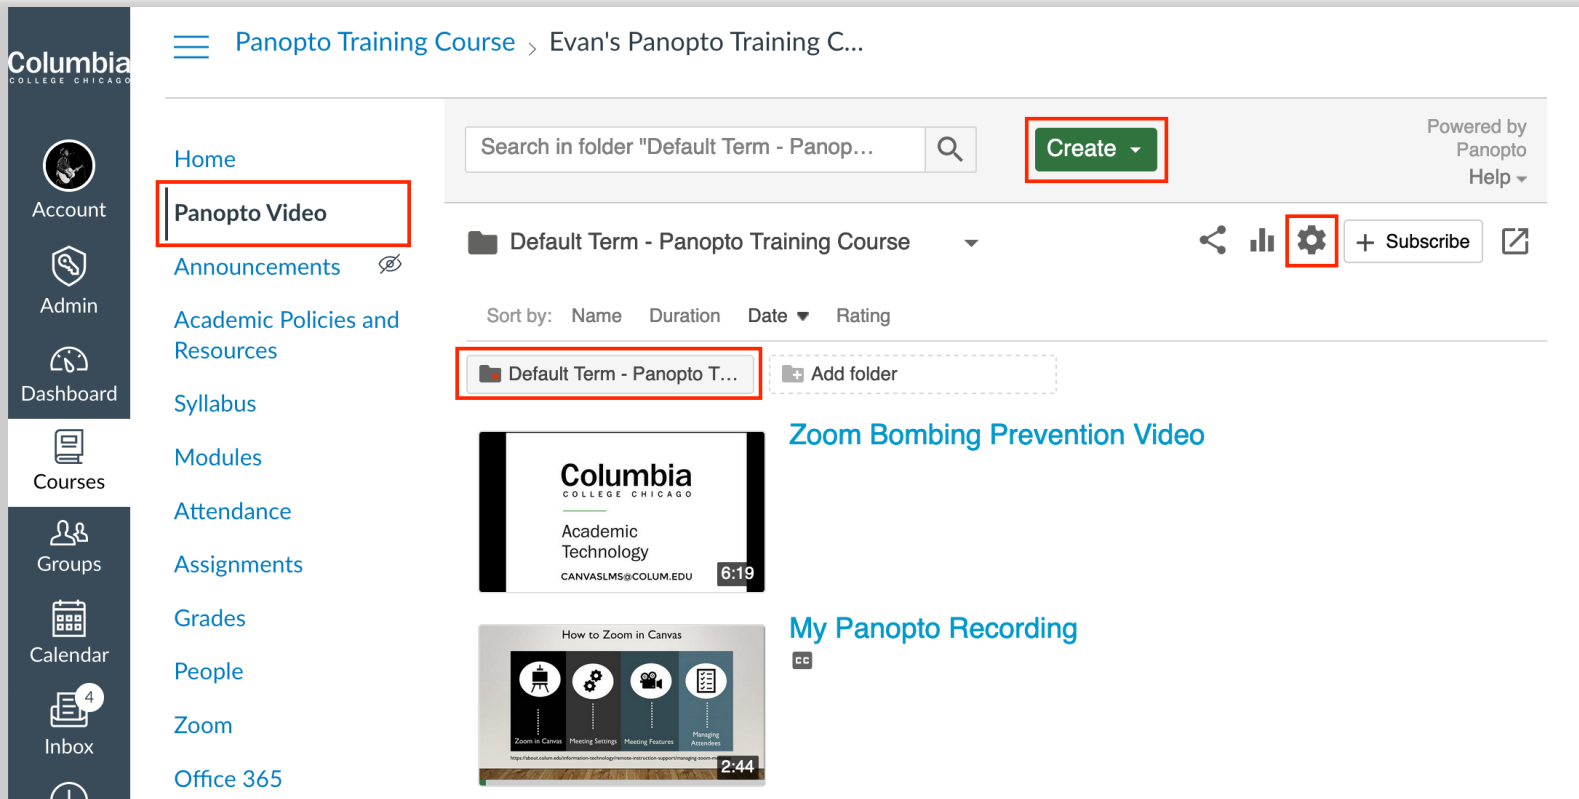 Columbia
COLLEGE CHICAGO
Account
Admin
Dashboard
Courses
Groups
Calendar
4
Inbox
Panopto Training Course > Evan's Panopto Training C...
Home
Panopto Video
Announcements
Academic Policies and
Resources
Syllabus
Modules
Attendance
Assignments
Grades
People
Zoom
Office 365
Search in folder "Default Term - Panop...
Create
Powered by
Panopto
Help
Default Term - Panopto Training Course
+ Subscribe
Sort by: Name Duration Date Rating
Default Term - Panopto T...
Add folder
Columbia
COLLEGE CHICAGO
Academic
Technology
CANVASLMS@COLUM.EDU
6:19
Zoom Bombing Prevention Video
How to Zoom in Canvas
Zoom in Canvas
Meeting Settings
Meeting Features
Managing
Attendees
2:44
My Panopto Recording
CC